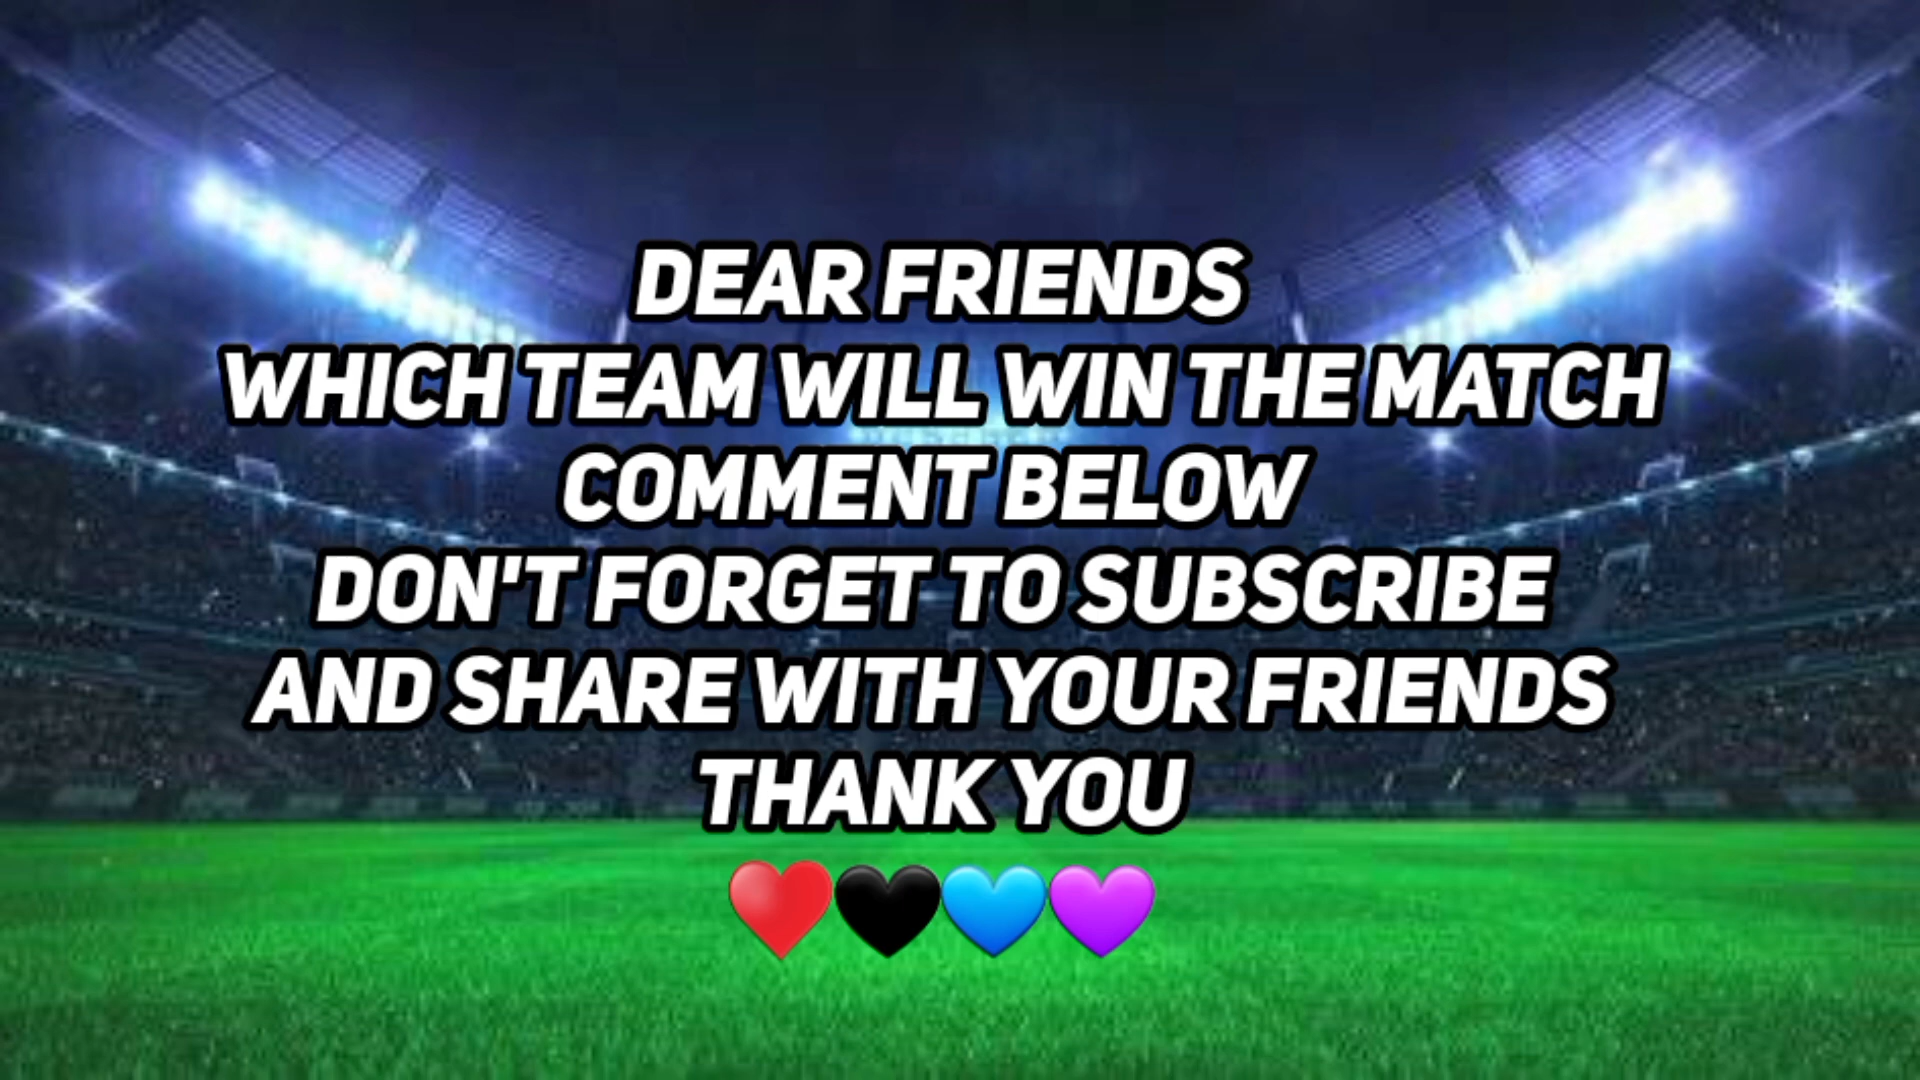 DEAR FRIENDS
WHICH TEAM WILL WIN THE MATCH
COMMENT BELOW
DON'T FORGET TO SUBSCRIBE
AND SHARE WITH YOUR FRIENDS
THANK YOU
♥️🖤💙💜